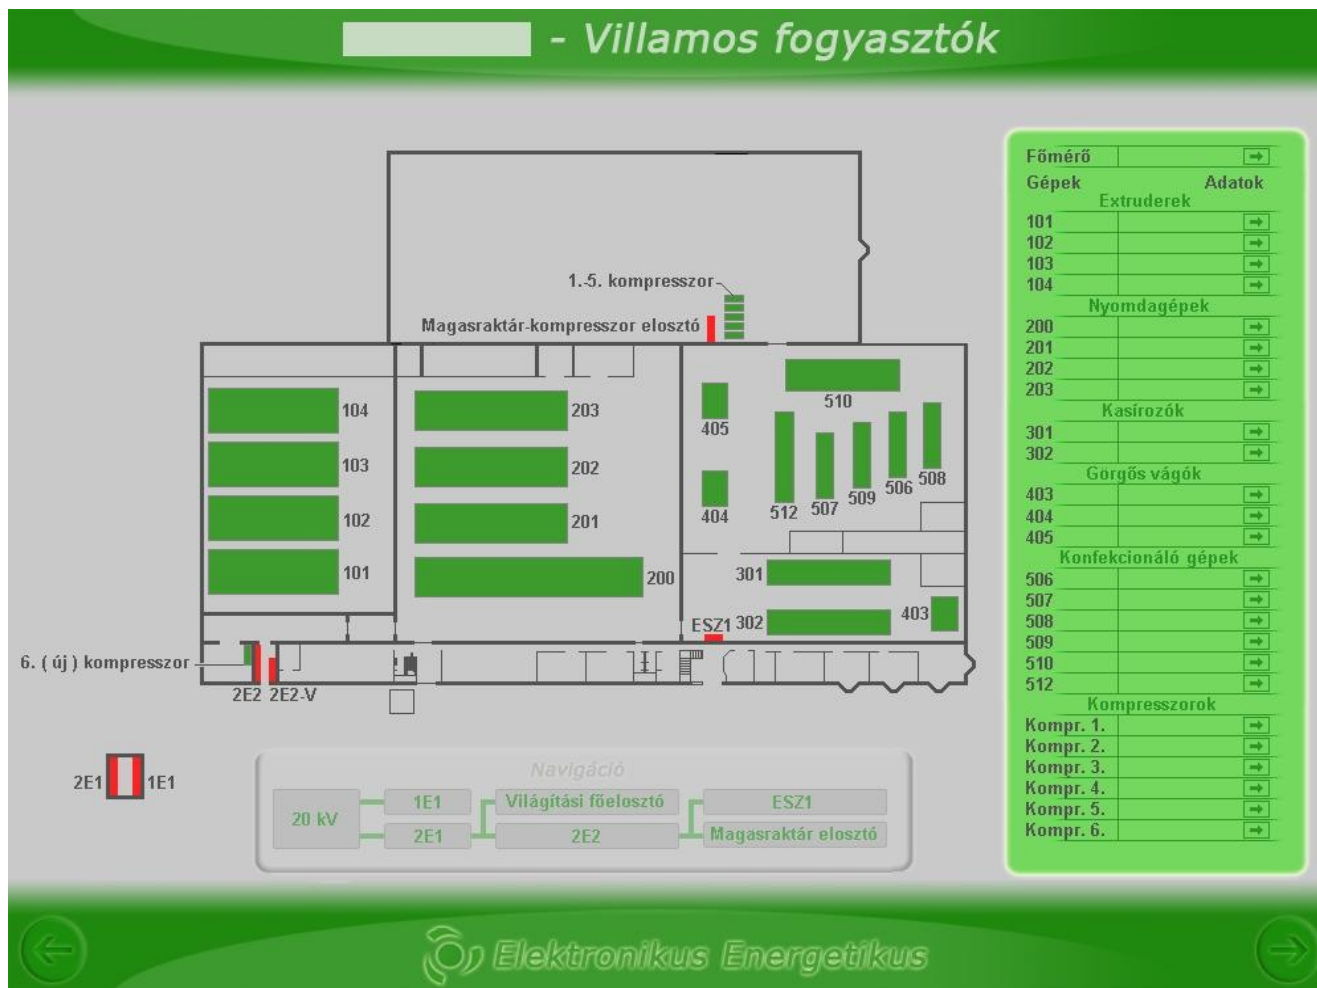 - Villamos fogyasztók
1.-5. kompresszor
Magasraktár-kompresszor elosztó
104
103
102
101
203
202
201
200
405
404
510
512
507
509
506
508
301
302
403
ESZ1
6. ( új ) kompresszor
2E2
2E2-V
2E1
1E1
Navigáció
20 kV
1E1
Világítási főelosztó
ESZ1
2E1
2E2
Magasraktár elosztó
Főmérő
Gépek Adatok
Extruderek
101
102
103
104
Nyomdagépek
200
201
202
203
Kasírozók
301
302
Görgős vágók
403
404
405
Konfekcionáló gépek
506
507
508
509
510
512
Kompresszorok
Kompr. 1.
Kompr. 2.
Kompr. 3.
Kompr. 4.
Kompr. 5.
Kompr. 6.
Elektronikus Energetikus